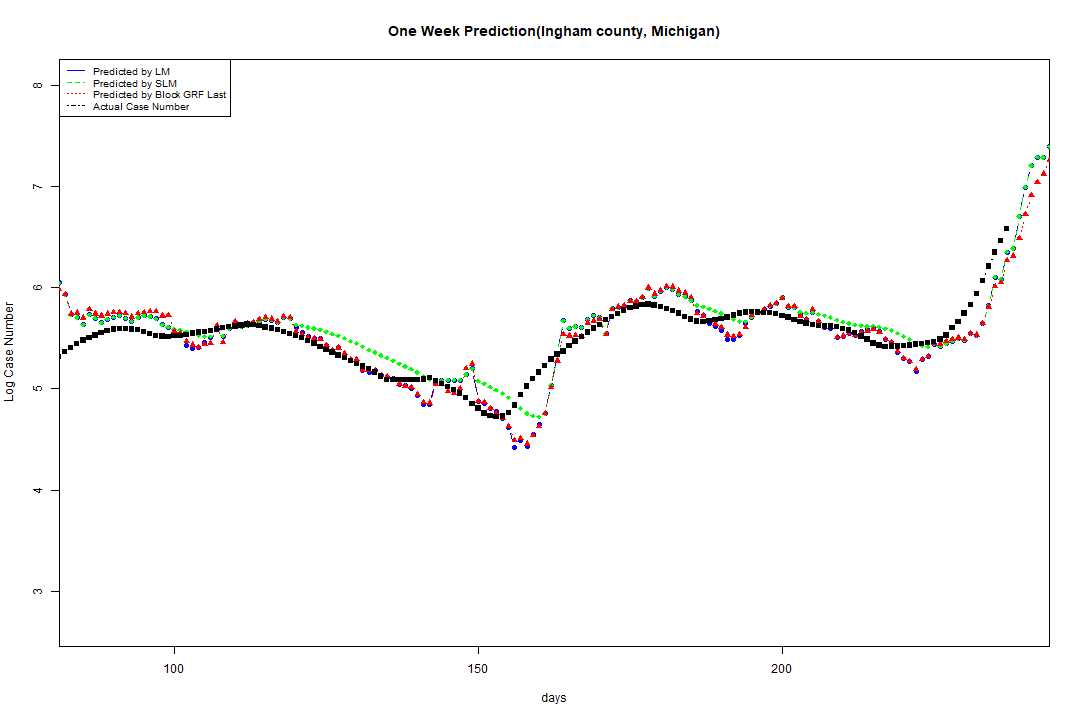 One Week Prediction(Ingham county, Michigan)
Predicted by LM
Predicted by SLM
Predicted by Block GRF Last
Actual Case Number
8
7
6
5
4
3
Log Case Number
100 150 200
days